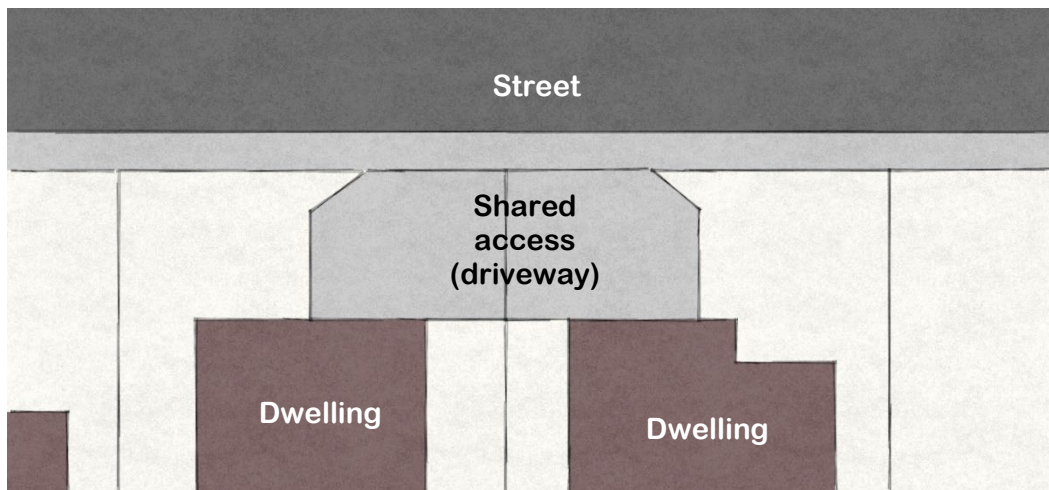 Street
Shared
access
(driveway)
Dwelling
Dwelling